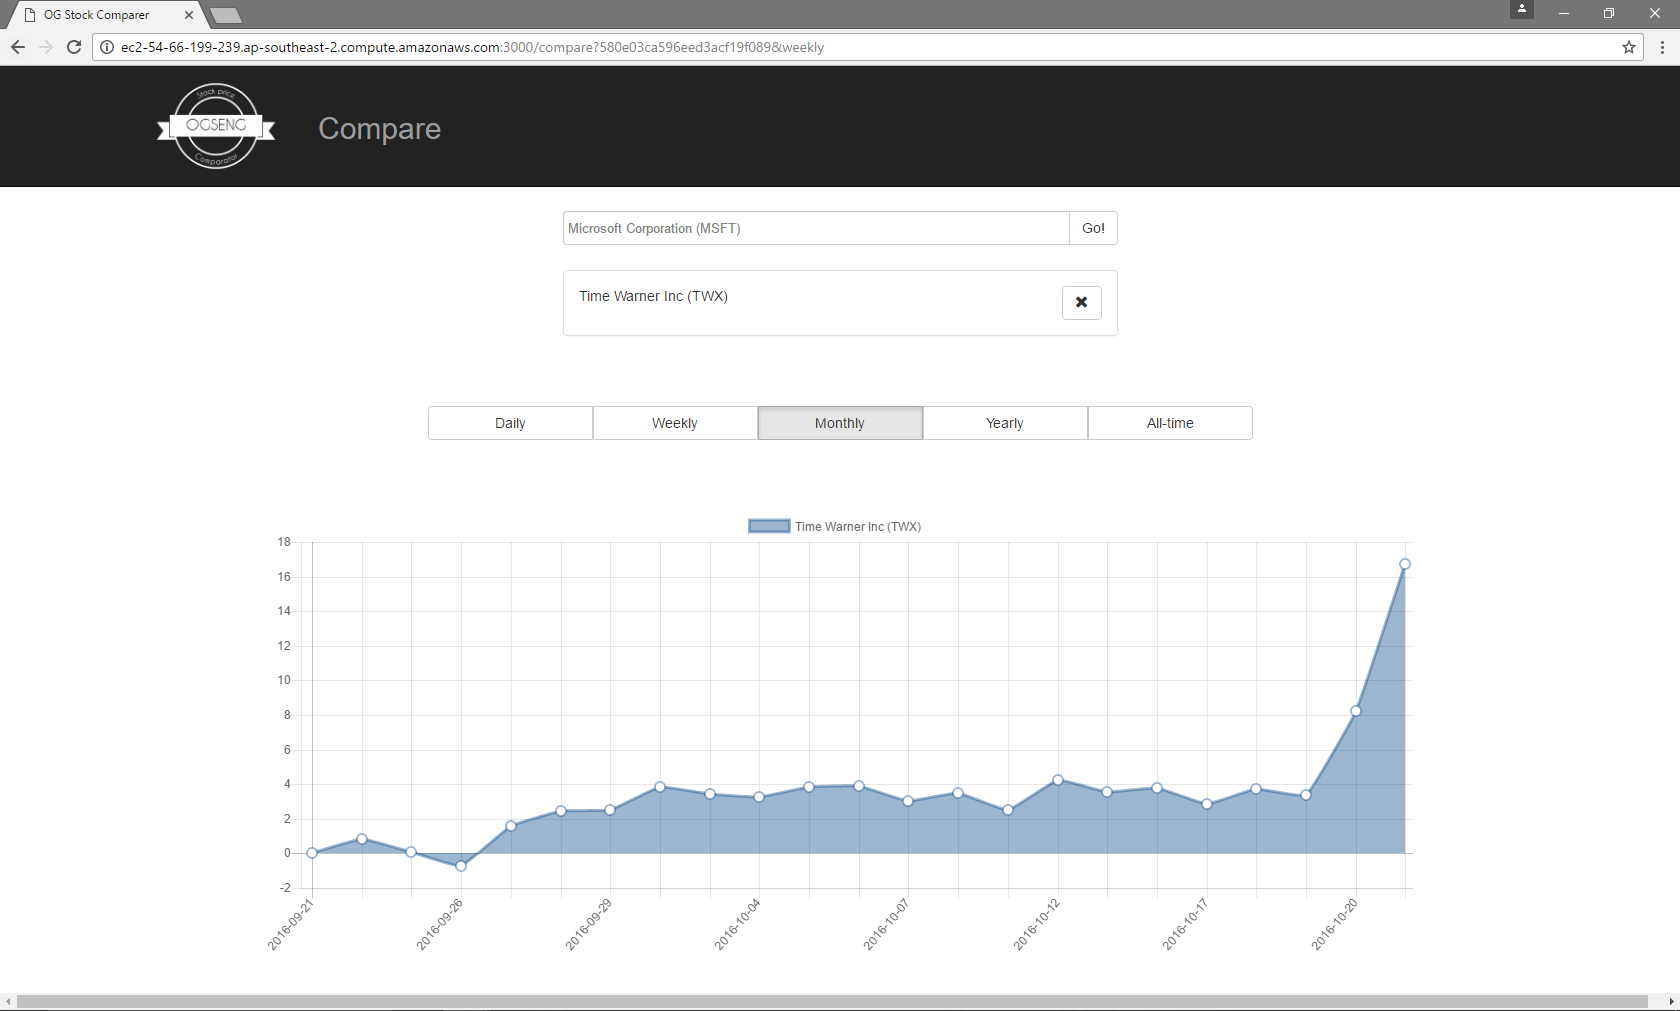 OG Stock Comparer
ec2-54-66-199-239.ap-southeast-2.compute.amazonaws.com:3000/compare?580e03ca596eed3acf19f089&weekly
Stock price
OGSENG
Comparator
Compare
Microsoft Corporation (MSFT)
Go!
Time Warner Inc (TWX)
Daily
Weekly
Monthly
Yearly
All-time
Time Warner Inc (TWX)
18
16
14
12
10
8
6
4
2
0
-2
2016-09-21
2016-09-26
2016-09-29
2016-10-04
2016-10-07
2016-10-12
2016-10-17
2016-10-20